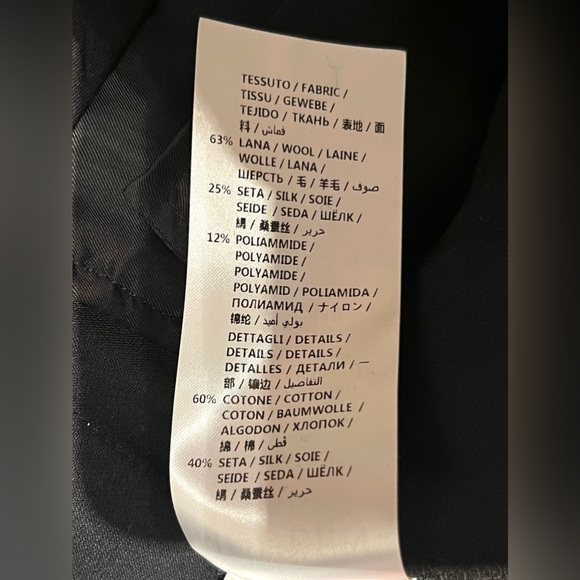 TESSUTO / FABRIC /
TISSU / GEWEBE /
TEJIDO / ТКАНЬ / 表地 / 面
料 / قماش
63% LANA / WOOL / LAINE /
WOLLE / LANA /
ШЕРСТЬ / 毛 / 羊毛 / صوف
25% SETA / SILK / SOIE /
SEIDE / SEDA / ШЁЛК /
絹 / 桑蚕丝 / حرير
12% POLIAMMIDE /
POLYAMIDE /
POLYAMIDE /
POLYAMID / POLIAMIDA /
ПОЛИАМИД / ナイロン /
锦纶 / بولي أميد
DETTAGLI / DETAILS /
DETAILS / DETAILS /
DETALLES / ДЕТАЛИ / 一
部 / 镶边 / التفاصيل
60% COTONE / COTTON /
COTON / BAUMWOLLE /
ALGODON / ХЛОПОК /
綿 / 棉 / قطن
40% SETA / SILK / SOIE /
SEIDE / SEDA / ШЁЛК /
絹 / 桑蚕丝 / حرير